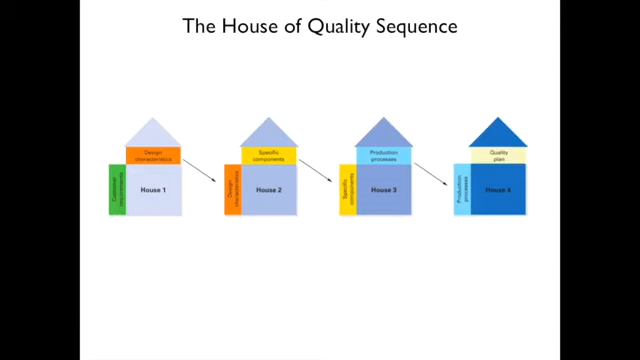 The House of Quality Sequence
Design
characteristics
Customer
requirements
House 1
Specific
components
Design
characteristics
House 2
Production
processes
Specific
components
House 3
Quality
plan
Production
processes
House 4